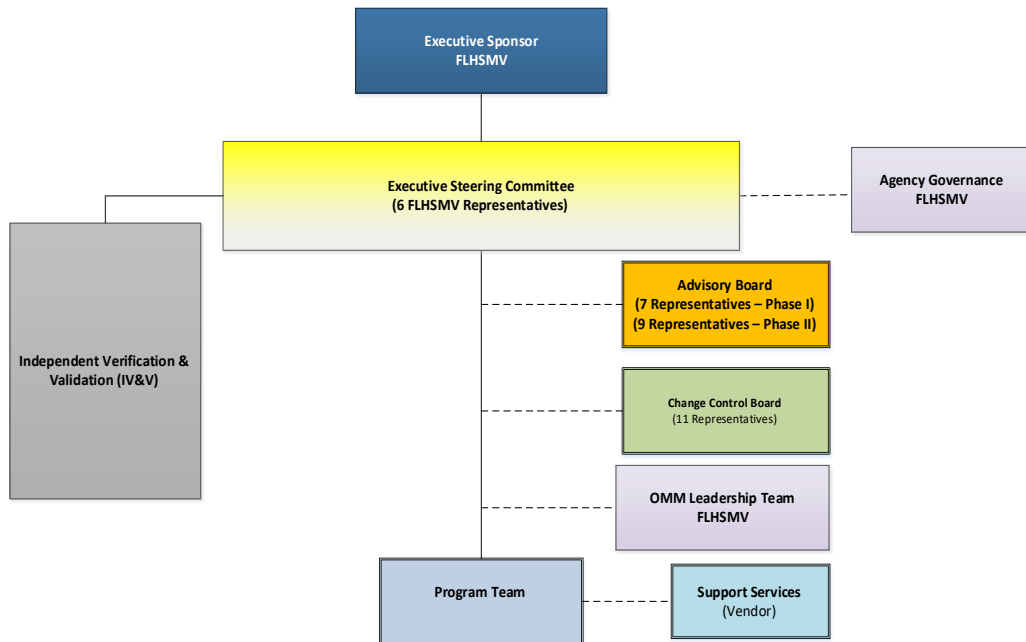 Executive Sponsor
FLHSMV
Executive Steering Committee
(6 FLHSMV Representatives)
Agency Governance
FLHSMV
Independent Verification &
Validation (IV&V)
Advisory Board
(7 Representatives – Phase I)
(9 Representatives – Phase II)
Change Control Board
(11 Representatives)
OMM Leadership Team
FLHSMV
Program Team
Support Services
(Vendor)